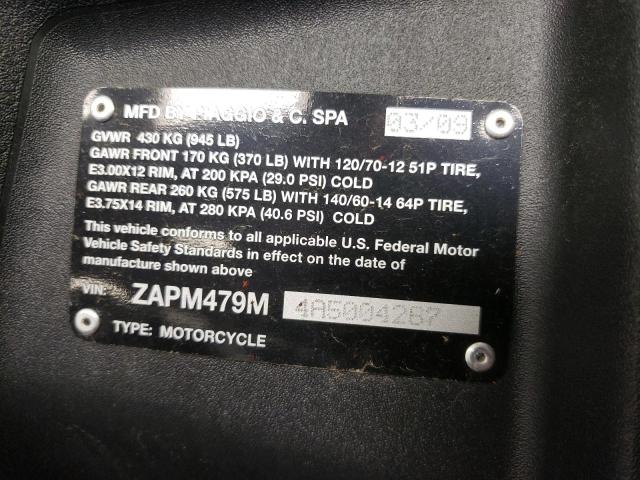 MFD BY PIAGGIO & C. SPA 03/09
GVWR 430 KG (945 LB)
GAWR FRONT 170 KG (370 LB) WITH 120/70-12 51P TIRE,
E3.00X12 RIM, AT 200 KPA (29.0 PSI) COLD
GAWR REAR 260 KG (575 LB) WITH 140/60-14 64P TIRE,
E3.75X14 RIM, AT 280 KPA (40.6 PSI) COLD
This vehicle conforms to all applicable U.S. Federal Motor
Vehicle Safety Standards in effect on the date of
manufacture shown above
VIN: ZAPM479M 4A5004267
TYPE: MOTORCYCLE